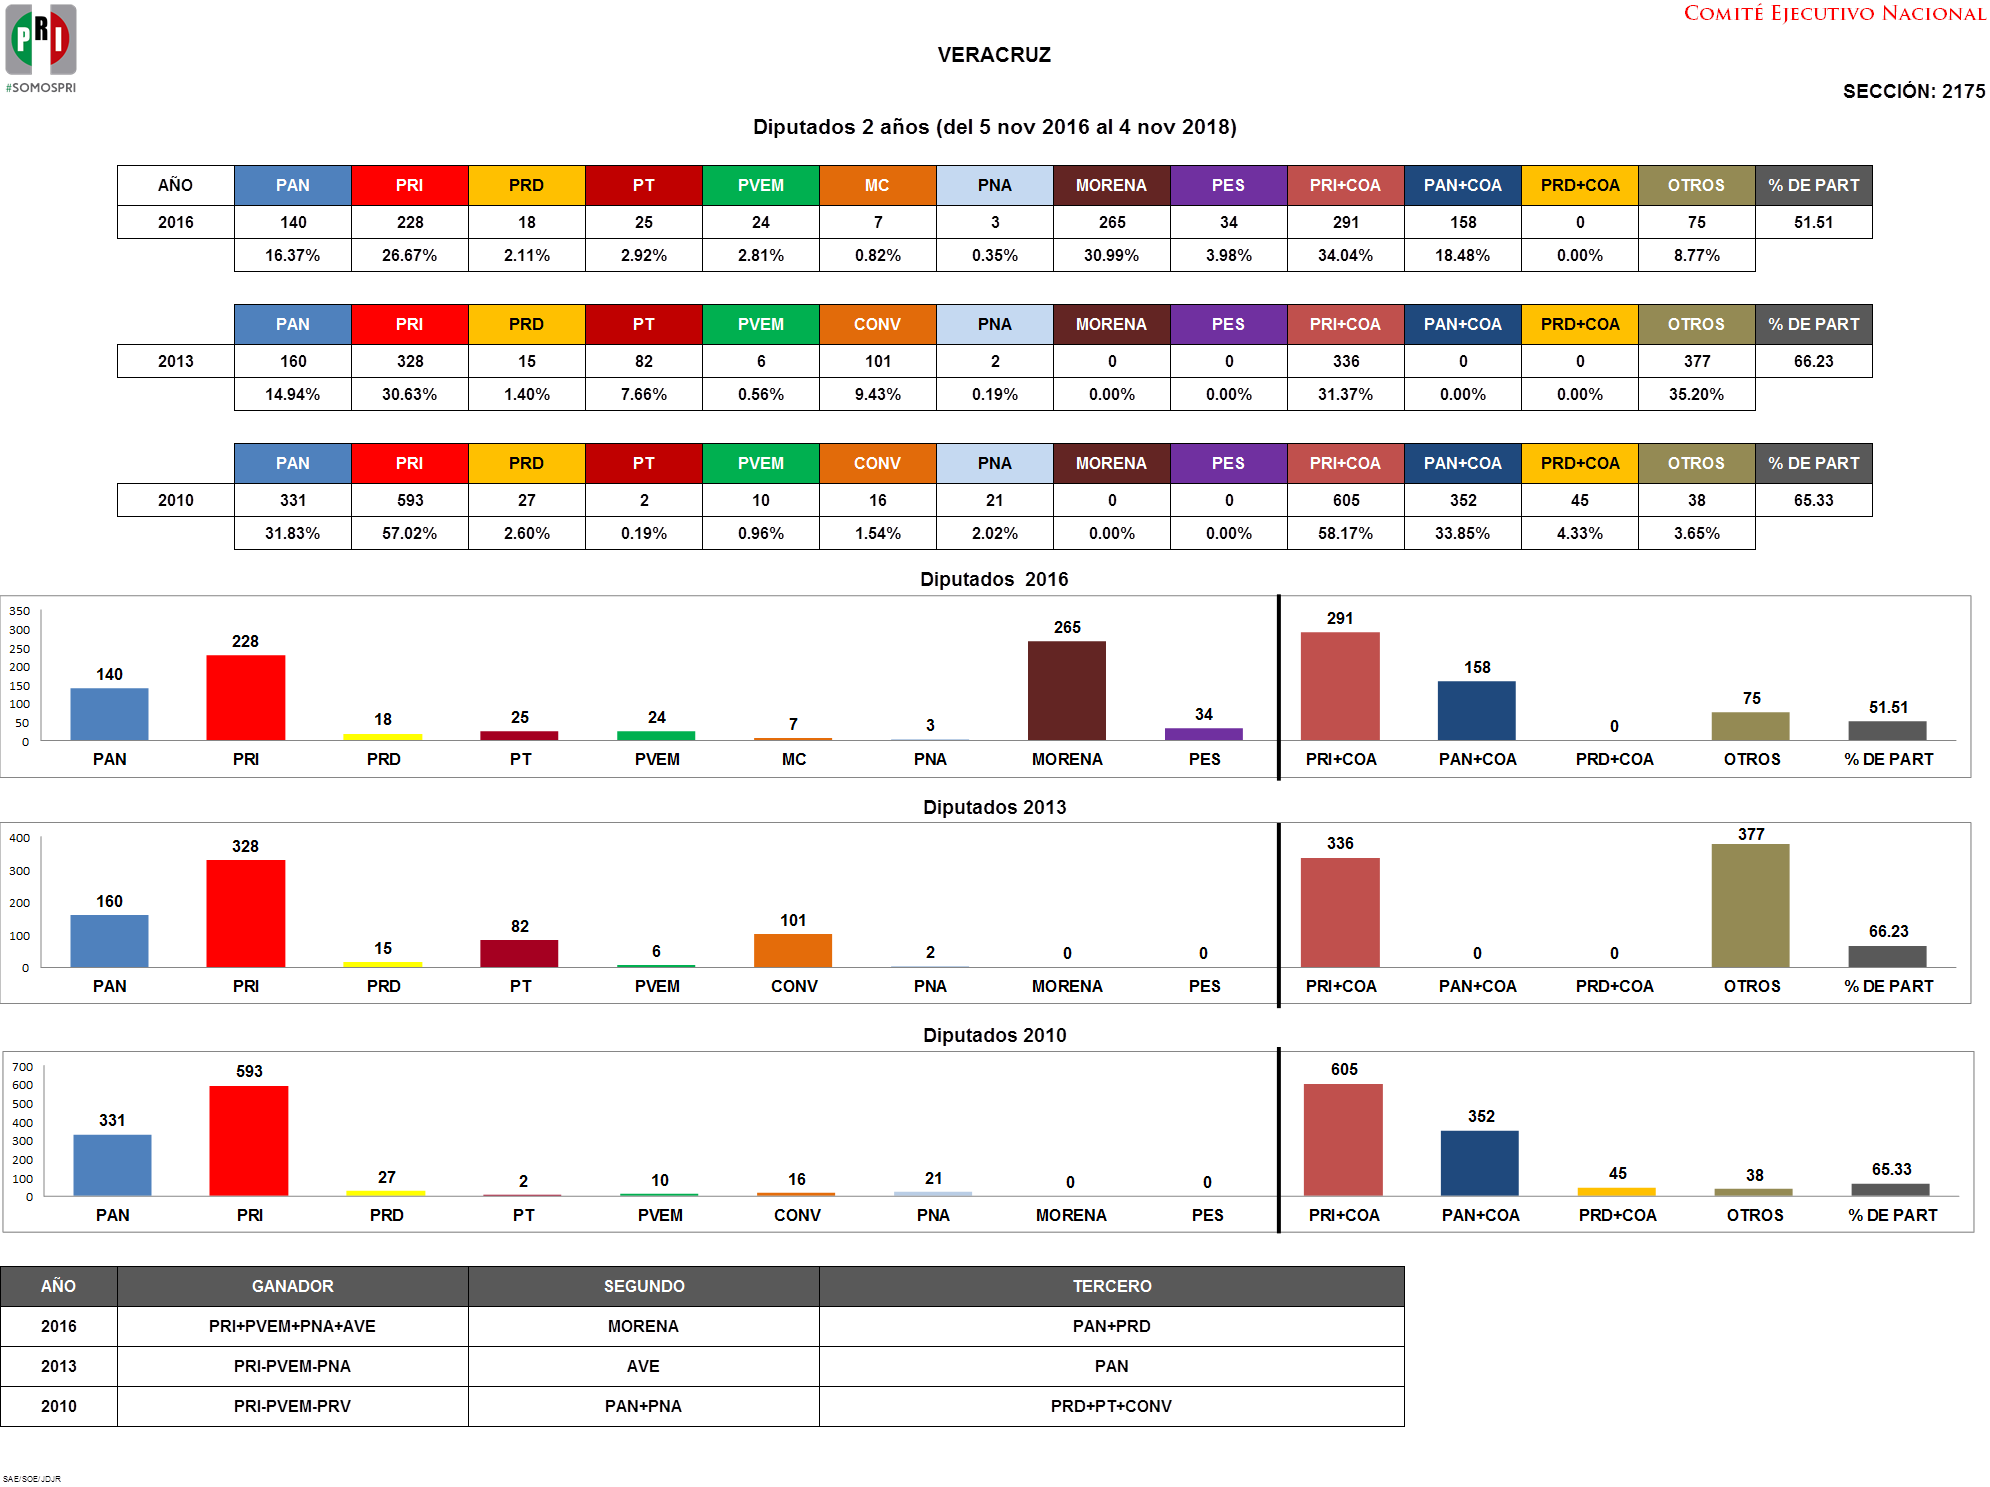 PRI
#SOMOSPRI
COMITÉ EJECUTIVO NACIONAL
VERACRUZ
SECCIÓN: 2175
Diputados 2 años (del 5 nov 2016 al 4 nov 2018)
AÑO PAN PRI PRD PT PVEM MC PNA MORENA PES PRI+COA PAN+COA PRD+COA OTROS % DE PART
2016 140 228 18 25 24 7 3 265 34 291 158 0 75 51.51
16.37% 26.67% 2.11% 2.92% 2.81% 0.82% 0.35% 30.99% 3.98% 34.04% 18.48% 0.00% 8.77%
PAN PRI PRD PT PVEM CONV PNA MORENA PES PRI+COA PAN+COA PRD+COA OTROS % DE PART
2013 160 328 15 82 6 101 2 0 0 336 0 0 377 66.23
14.94% 30.63% 1.40% 7.66% 0.56% 9.43% 0.19% 0.00% 0.00% 31.37% 0.00% 0.00% 35.20%
PAN PRI PRD PT PVEM CONV PNA MORENA PES PRI+COA PAN+COA PRD+COA OTROS % DE PART
2010 331 593 27 2 10 16 21 0 0 605 352 45 38 65.33
31.83% 57.02% 2.60% 0.19% 0.96% 1.54% 2.02% 0.00% 0.00% 58.17% 33.85% 4.33% 3.65%
Diputados 2016
350
300
250
200
150
100
50
0
140 228 18 25 24 7 3 265 34 291 158 0 75 51.51
PAN PRI PRD PT PVEM MC PNA MORENA PES PRI+COA PAN+COA PRD+COA OTROS % DE PART
Diputados 2013
400
300
200
100
0
160 328 15 82 6 101 2 0 0 336 0 0 377 66.23
PAN PRI PRD PT PVEM CONV PNA MORENA PES PRI+COA PAN+COA PRD+COA OTROS % DE PART
Diputados 2010
700
600
500
400
300
200
100
0
331 593 27 2 10 16 21 0 0 605 352 45 38 65.33
PAN PRI PRD PT PVEM CONV PNA MORENA PES PRI+COA PAN+COA PRD+COA OTROS % DE PART
AÑO GANADOR SEGUNDO TERCERO
2016 PRI+PVEM+PNA+AVE MORENA PAN+PRD
2013 PRI-PVEM-PNA AVE PAN
2010 PRI-PVEM-PRV PAN+PNA PRD+PT+CONV
SAE/SOE/JDJR